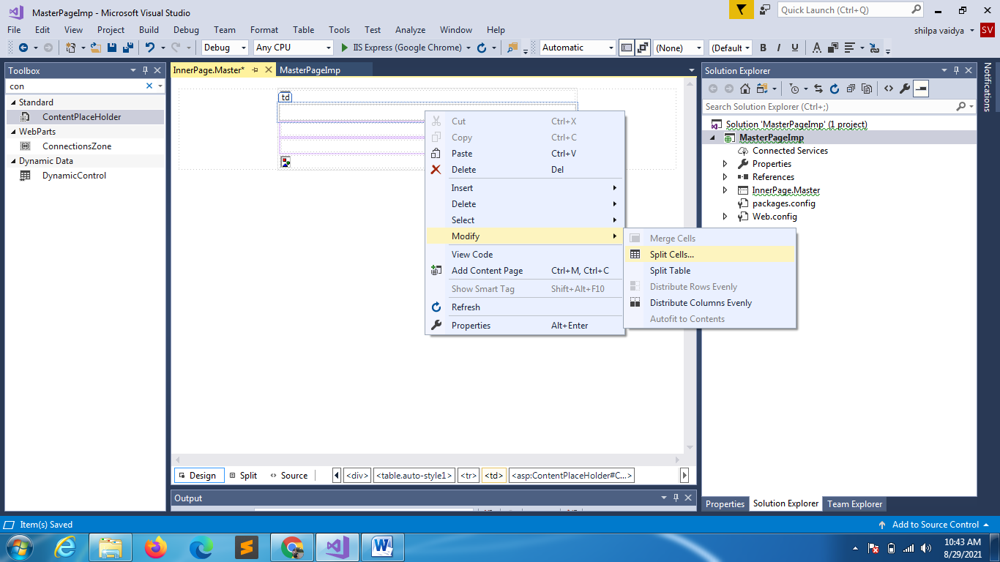 MasterPageImp - Microsoft Visual Studio
Quick Launch (Ctrl+Q)
File Edit View Project Build Debug Team Format Table Tools Test Analyze Window Help
shilpa vaidya SV
Debug Any CPU IIS Express (Google Chrome) Automatic (None) (Default B I U A
Toolbox
con
Standard
ContentPlaceHolder
WebParts
ConnectionsZone
Dynamic Data
DynamicControl
InnerPage.Master* MasterPageImp
td
Cut Ctrl+X
Copy Ctrl+C
Paste Ctrl+V
Delete Del
Insert
Delete
Select
Modify
View Code
Add Content Page Ctrl+M, Ctrl+C
Show Smart Tag Shift+Alt+F10
Refresh
Properties Alt+Enter
Merge Cells
Split Cells...
Split Table
Distribute Rows Evenly
Distribute Columns Evenly
Autofit to Contents
Solution Explorer
Search Solution Explorer (Ctrl+;)
Solution 'MasterPageImp' (1 project)
MasterPageImp
Connected Services
Properties
References
InnerPage.Master
packages.config
Web.config
Notifications
Design Split Source
<div> <table.auto-style1> <tr> <td> <asp:ContentPlaceHolder#C...>
Output
Properties Solution Explorer Team Explorer
Item(s) Saved
Add to Source Control
10:43 AM
8/29/2021